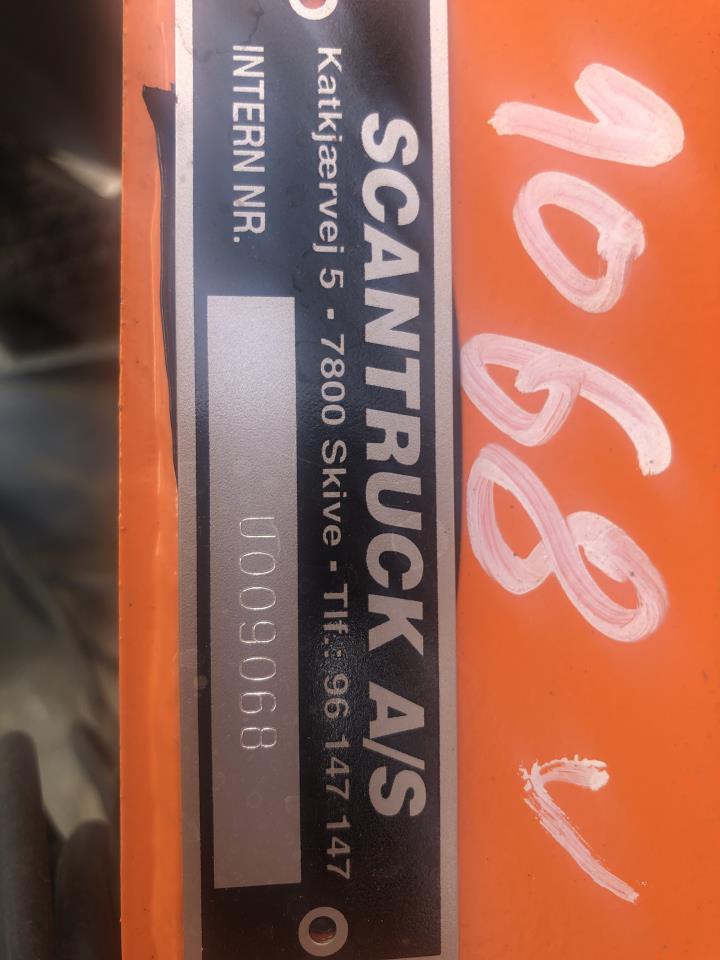 9068 ✓
SCANTRUCK A/S
Katkjærvej 5 - 7800 Skive - Tlf.: 96 147 147
INTERN NR. U009068